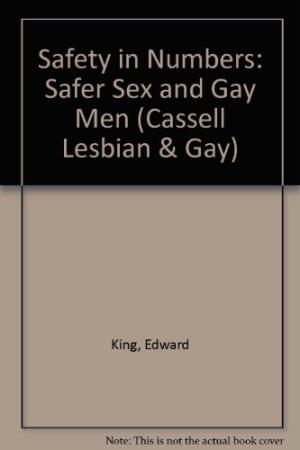 Safety in Numbers:
Safer Sex and Gay
Men (Cassell
Lesbian & Gay)
King, Edward
Note: This is not the actual book cover